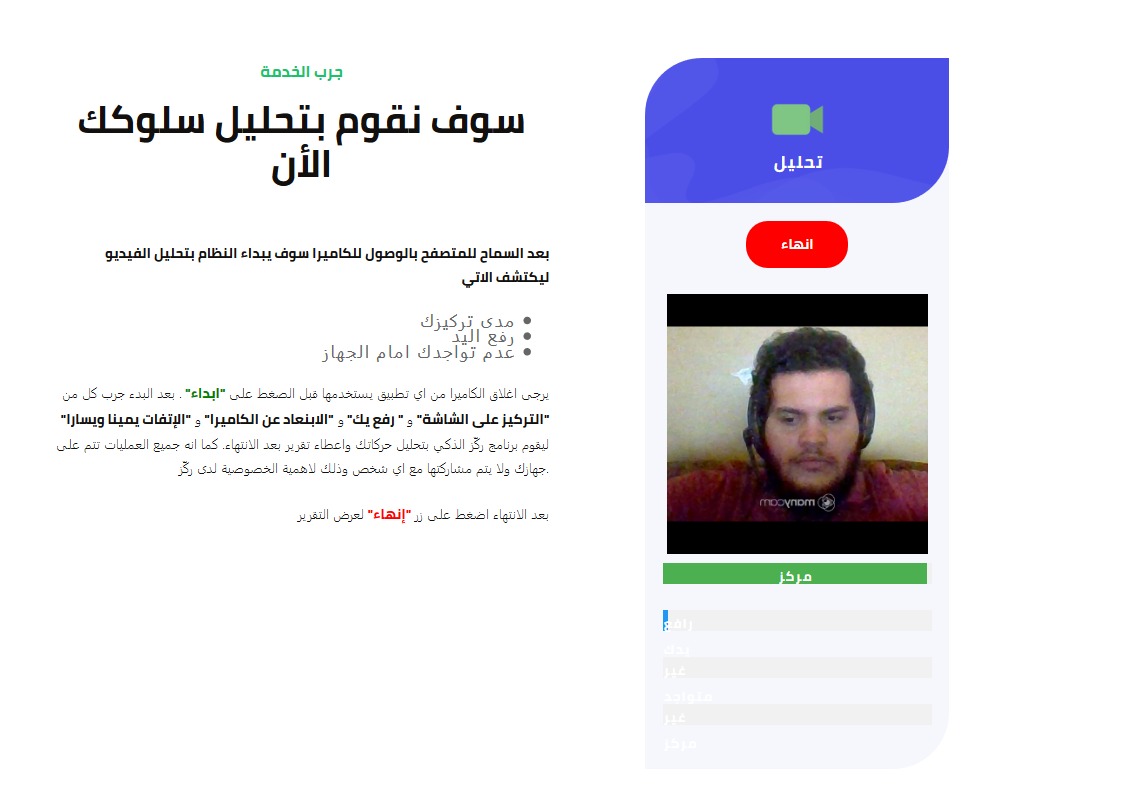 جرب الخدمة
سوف نقوم بتحليل سلوكك
الأن
بعد السماح للمتصفح بالوصول للكاميرا سوف يبداء النظام بتحليل الفيديو
ليكتشف الاتي
مدى تركيزك
رفع اليد
عدم تواجدك امام الجهاز
يرجى اغلاق الكاميرا من اي تطبيق يستخدمها قبل الضغط على "ابداء" . بعد البدء جرب كل من
"التركيز على الشاشة" و " رفع يك" و "الابنعاد عن الكاميرا" و "الإتفات يمينا ويسارا"
ليقوم برنامج ركّز الذكي بتحليل حركاتك واعطاء تقرير بعد الانتهاء. كما انه جميع العمليات تتم على
.جهازك ولا يتم مشاركتها مع اي شخص وذلك لاهمية الخصوصية لدى ركّز
بعد الانتهاء اضغط على زر "إنهاء" لعرض التقرير
تحليل
انهاء
manycam
مركز
رافع
يدك
غير
متواجد
غير
مركز